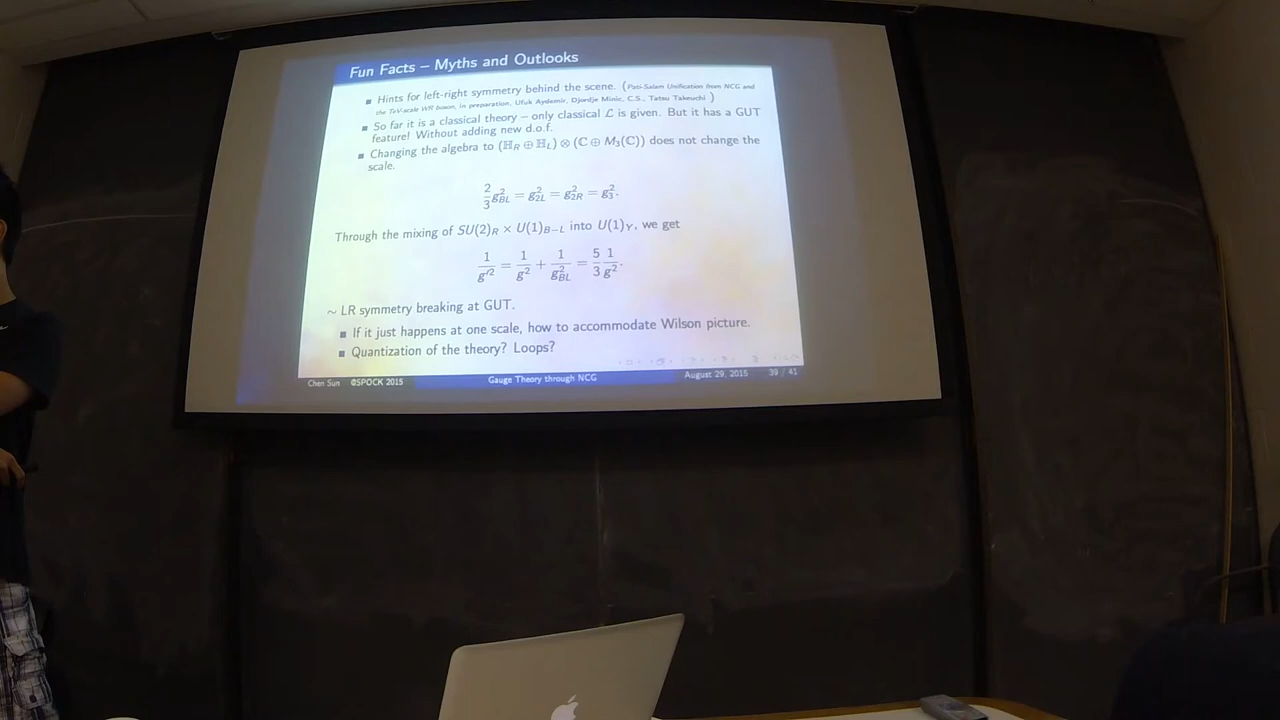 Fun Facts – Myths and Outlooks
■ Hints for left-right symmetry behind the scene. (Pati-Salam Unification from NCG and
the TeV-scale WR boson, in preparation, Ufuk Aydemir, Djordje Minic, C.S., Tatsu Takeuchi )
■ So far it is a classical theory – only classical ℒ is given. But it has a GUT
feature! Without adding new d.o.f.
■ Changing the algebra to (ℍ_R ⊕ ℍ_L) ⊗ (ℂ ⊕ M₃(ℂ)) does not change the
scale.
2/3 g²_BL = g²_2L = g²_2R = g²_3.
Through the mixing of SU(2)_R × U(1)_B−L into U(1)_Y, we get
1/g′² = 1/g² + 1/g²_BL = 5/3 1/g².
∼ LR symmetry breaking at GUT.
■ If it just happens at one scale, how to accommodate Wilson picture.
■ Quantization of the theory? Loops?
Chen Sun @SPOCK 2015 Gauge Theory through NCG August 29, 2015 39 / 41